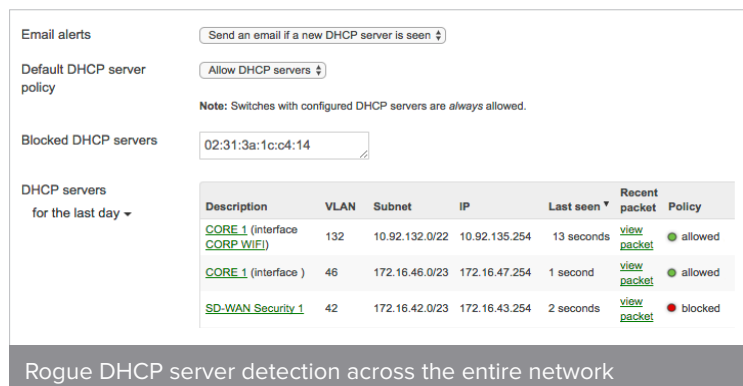 Email alerts
Send an email if a new DHCP server is seen
Default DHCP server
policy
Allow DHCP servers
Note: Switches with configured DHCP servers are always allowed.
Blocked DHCP servers
02:31:3a:1c:c4:14
DHCP servers
for the last day
Description VLAN Subnet IP Last seen Recent packet Policy
CORE 1 (interface CORP WIFI) 132 10.92.132.0/22 10.92.135.254 13 seconds view packet allowed
CORE 1 (interface ) 46 172.16.46.0/23 172.16.47.254 1 second view packet allowed
SD-WAN Security 1 42 172.16.42.0/23 172.16.43.254 2 seconds view packet blocked
Rogue DHCP server detection across the entire network